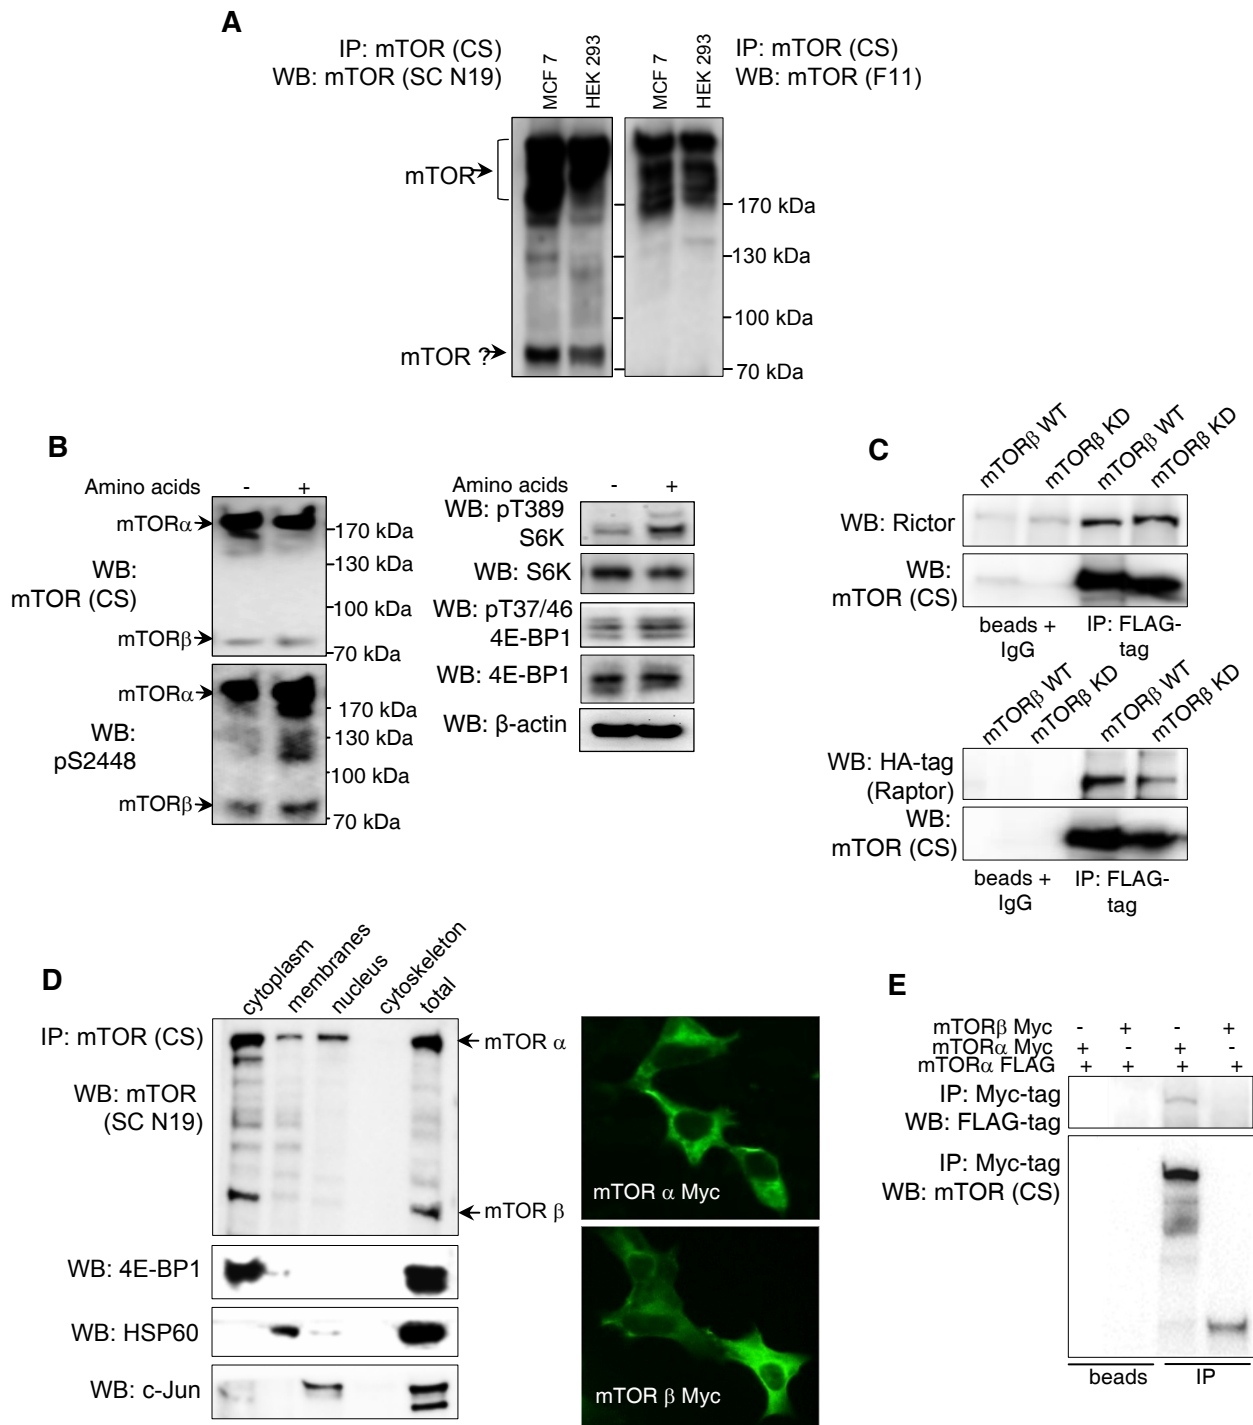 A
IP: mTOR (CS)
WB: mTOR (SC N19)
MCF 7
HEK 293
MCF 7
HEK 293
IP: mTOR (CS)
WB: mTOR (F11)
mTOR
170 kDa
130 kDa
100 kDa
mTOR ?
70 kDa
B
Amino acids - +
mTORα
170 kDa
130 kDa
WB:
mTOR (CS)
100 kDa
mTORβ
70 kDa
mTORα
170 kDa
WB:
pS2448
130 kDa
100 kDa
mTORβ
70 kDa
Amino acids - +
WB: pT389
S6K
WB: S6K
WB: pT37/46
4E-BP1
WB: 4E-BP1
WB: β-actin
C
mTORβ WT
mTORβ KD
mTORβ WT
mTORβ KD
WB: Rictor
WB:
mTOR (CS)
beads +
IgG
IP: FLAG-
tag
mTORβ WT
mTORβ KD
mTORβ WT
mTORβ KD
WB: HA-tag
(Raptor)
WB:
mTOR (CS)
beads +
IgG
IP: FLAG-
tag
D
cytoplasm
membranes
nucleus
cytoskeleton
total
IP: mTOR (CS)
WB: mTOR
(SC N19)
mTOR α
mTOR β
WB: 4E-BP1
WB: HSP60
WB: c-Jun
mTOR α Myc
mTOR β Myc
E
mTORβ Myc - + - +
mTORα Myc + - + -
mTORα FLAG + + + +
IP: Myc-tag
WB: FLAG-tag
IP: Myc-tag
WB: mTOR (CS)
beads
IP